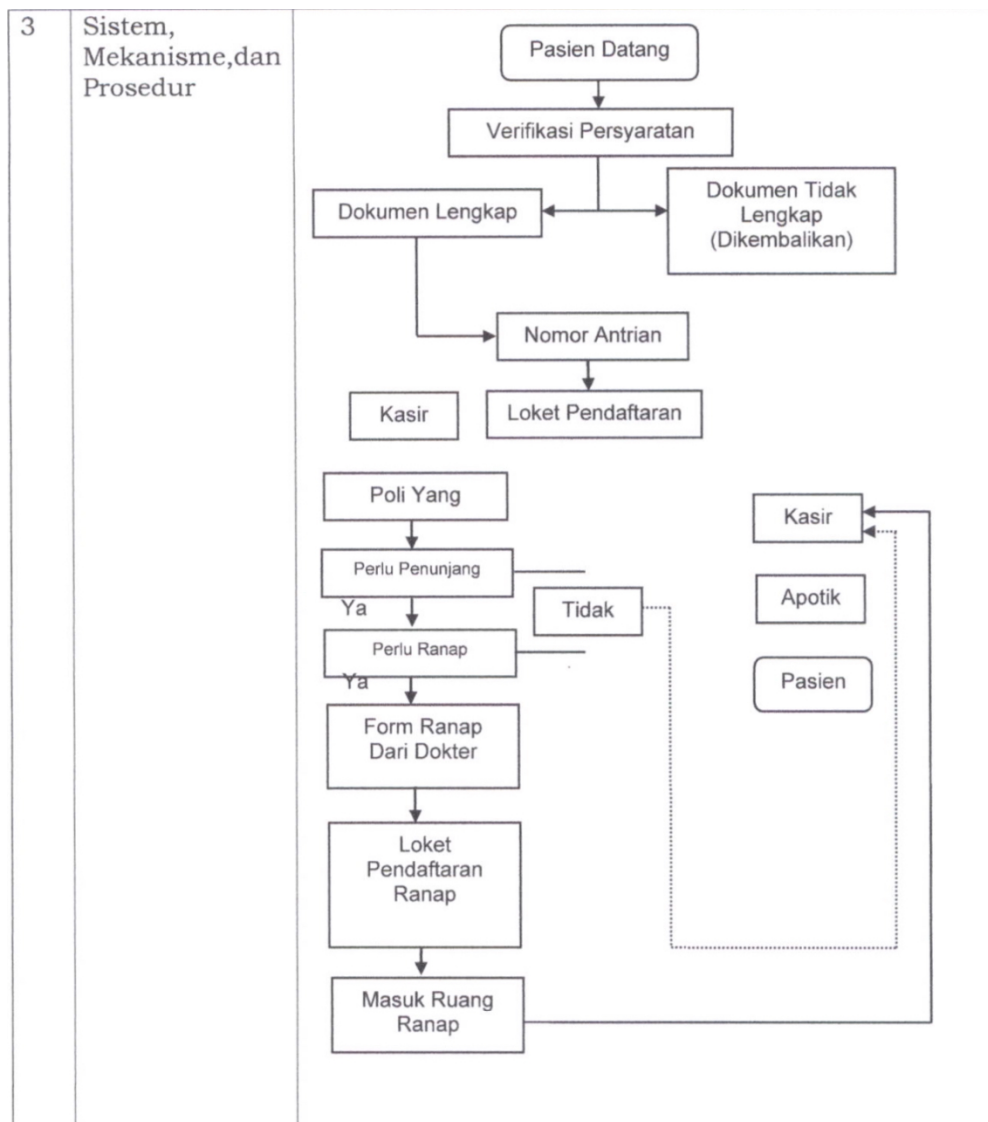 3
Sistem,
Mekanisme,dan
Prosedur
Pasien Datang
Verifikasi Persyaratan
Dokumen Lengkap
Dokumen Tidak
Lengkap
(Dikembalikan)
Nomor Antrian
Kasir
Loket Pendaftaran
Poli Yang
Kasir
Perlu Penunjang
Ya
Tidak
Apotik
Perlu Ranap
Ya
Pasien
Form Ranap
Dari Dokter
Loket
Pendaftaran
Ranap
Masuk Ruang
Ranap